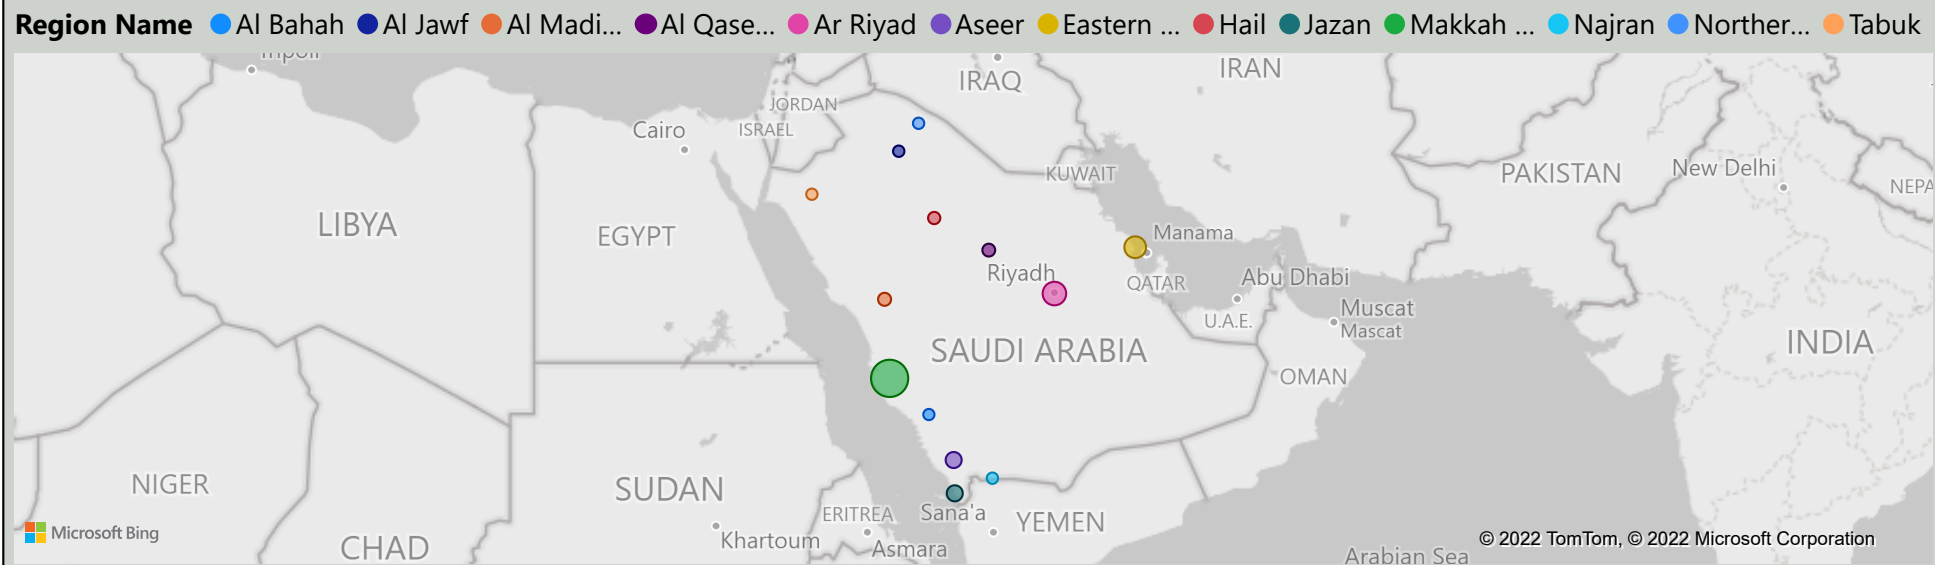 Region Name Al Bahah Al Jawf Al Madi... Al Qase... Ar Riyad Aseer Eastern ... Hail Jazan Makkah ... Najran Norther... Tabuk
IRAQ
IRAN
JORDAN
Cairo
ISRAEL
KUWAIT
PAKISTAN
New Delhi
NEPA
LIBYA
EGYPT
Manama
Riyadh
QATAR
Abu Dhabi
Muscat
Mascat
U.A.E.
SAUDI ARABIA
INDIA
OMAN
NIGER
SUDAN
ERITREA
Sana'a
YEMEN
Microsoft Bing
Khartoum
Asmara
CHAD
© 2022 TomTom, © 2022 Microsoft Corporation
Arabian Sea